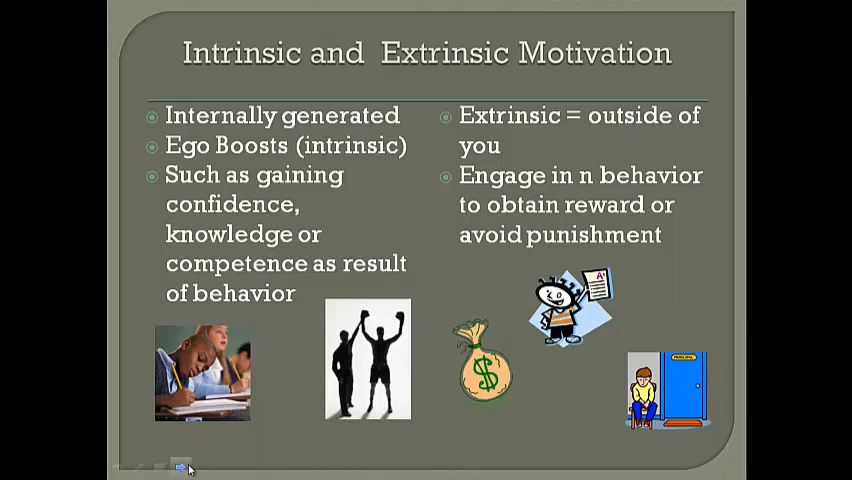 Intrinsic and Extrinsic Motivation
Internally generated
Ego Boosts (intrinsic)
Such as gaining
confidence,
knowledge or
competence as result
of behavior
Extrinsic = outside of
you
Engage in n behavior
to obtain reward or
avoid punishment
A+
$
PRINCIPAL